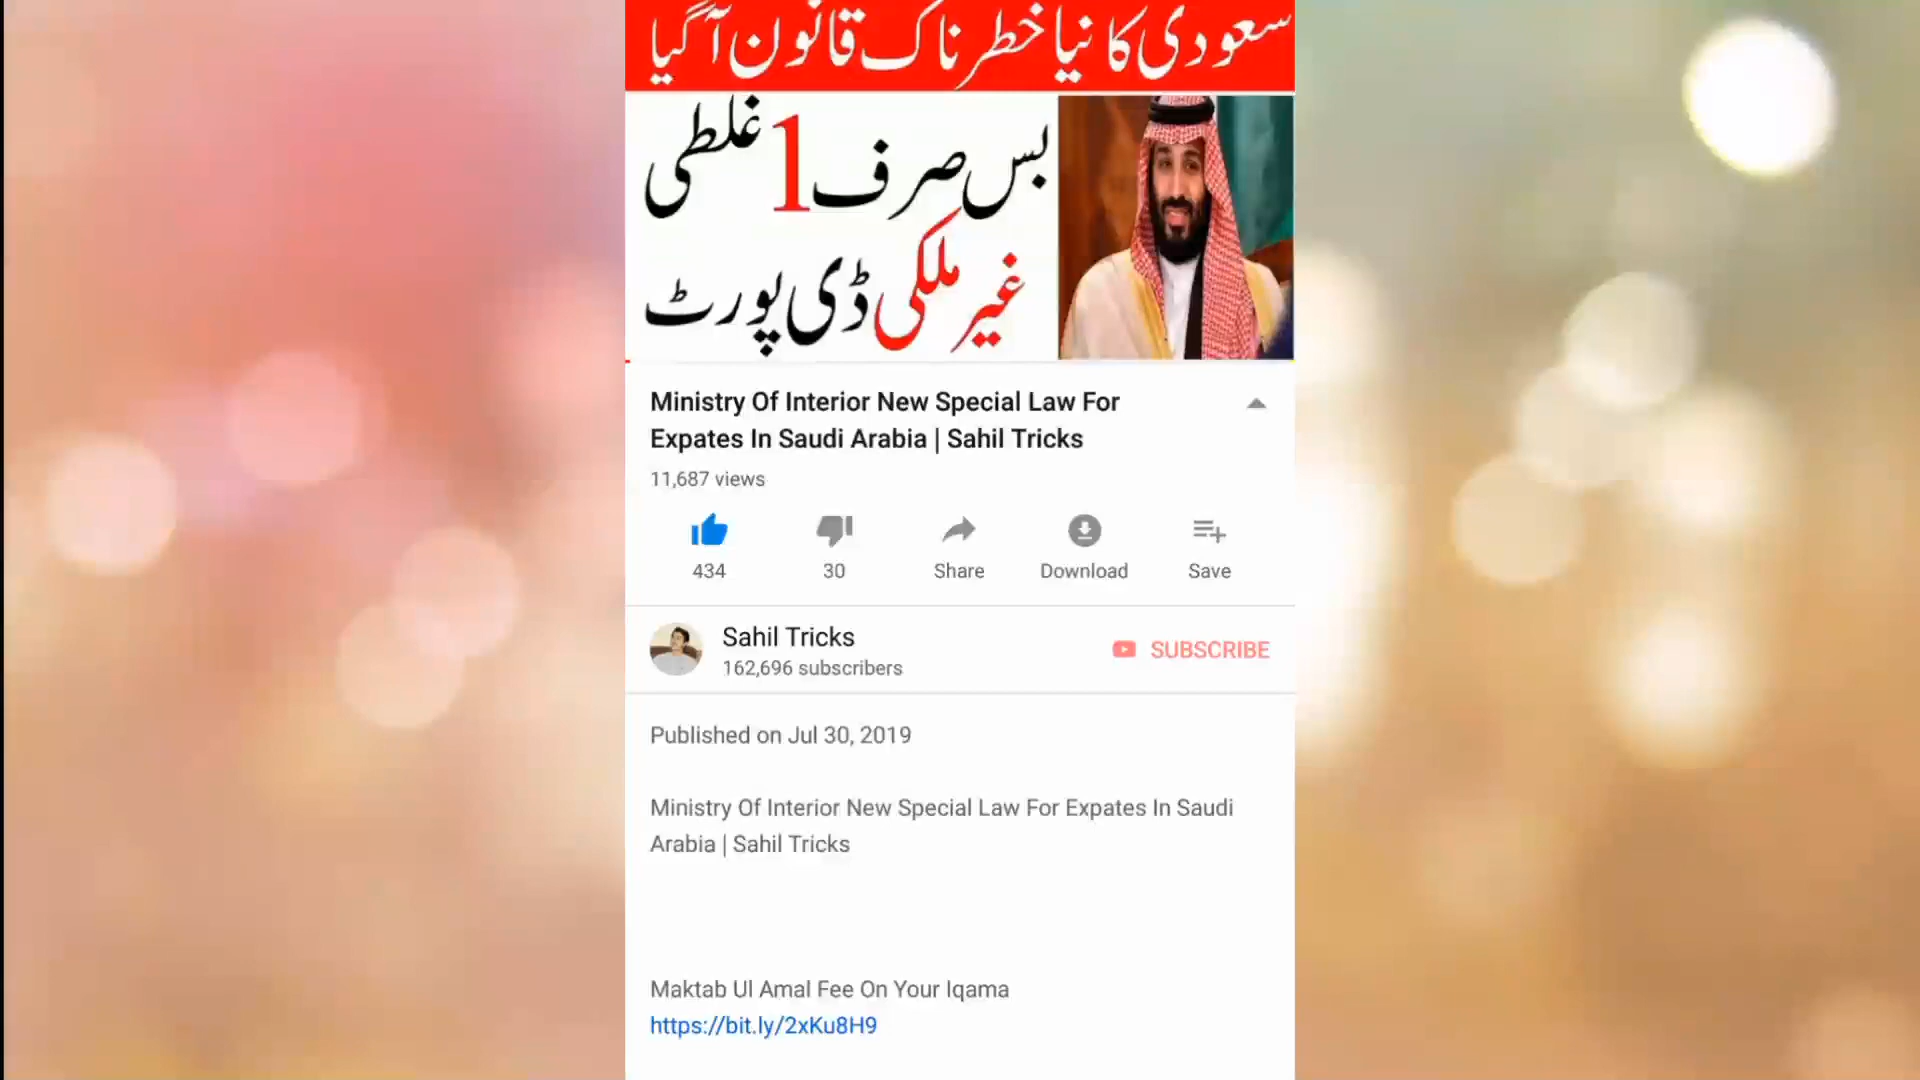 سعودی کا نیا خطرناک قانون آگیا
بس صرف 1 غلطی
غیر ملکی ڈی پورٹ
Ministry Of Interior New Special Law For
Expates In Saudi Arabia | Sahil Tricks
11,687 views
434
30
Share
Download
Save
Sahil Tricks
162,696 subscribers
SUBSCRIBE
Published on Jul 30, 2019
Ministry Of Interior New Special Law For Expates In Saudi
Arabia | Sahil Tricks
Maktab Ul Amal Fee On Your Iqama
https://bit.ly/2xKu8H9